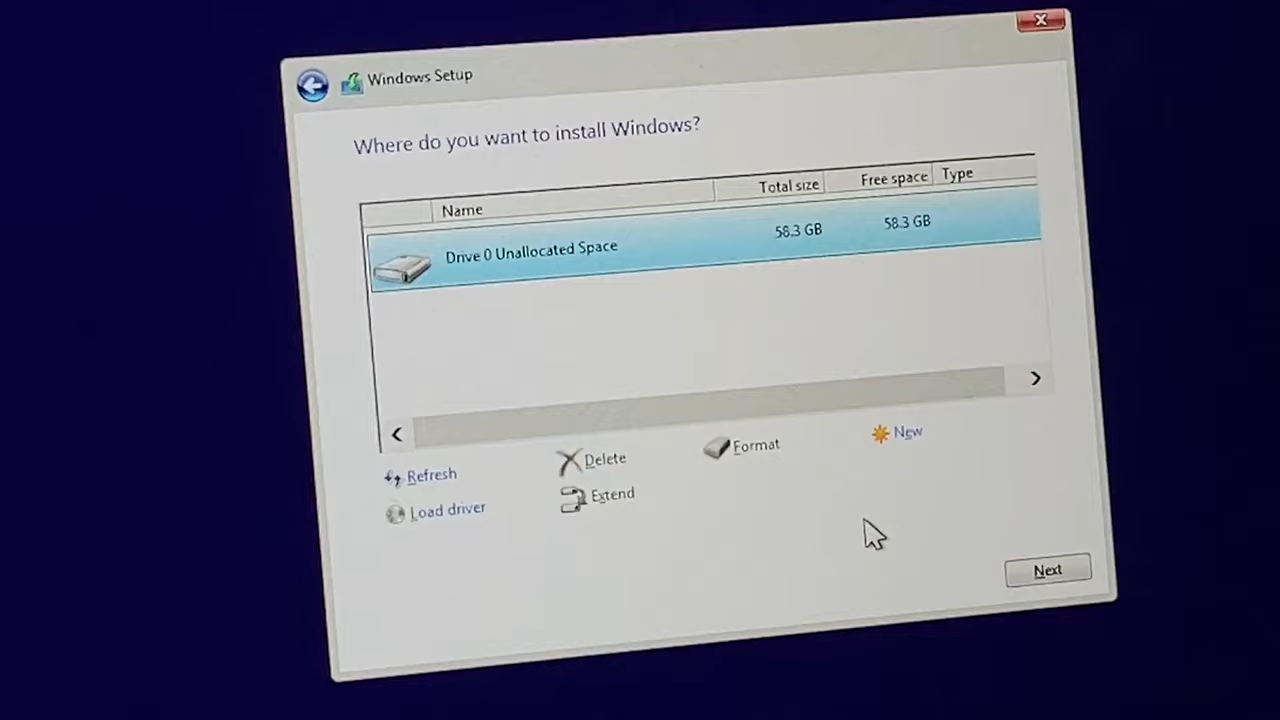 Windows Setup
Where do you want to install Windows?
Name Total size Free space Type
Drive 0 Unallocated Space 58.3 GB 58.3 GB
Refresh Delete Format New
Load driver Extend
Next